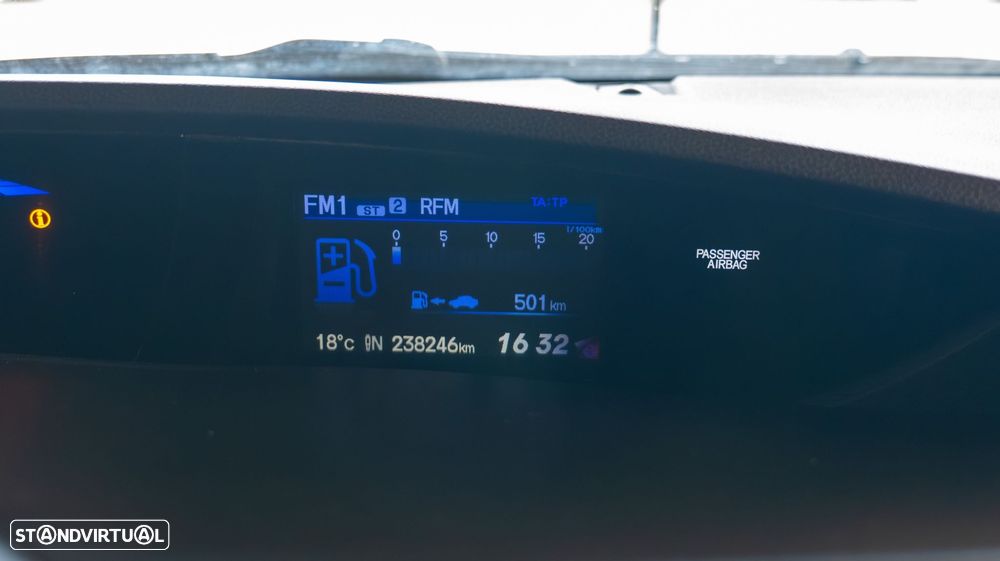 FM1 ST 2 RFM TA:TP
l/100km
0 5 10 15 20
501 km
18°c N 238246km 16 32
PASSENGER
AIRBAG
STANDVIRTUAL